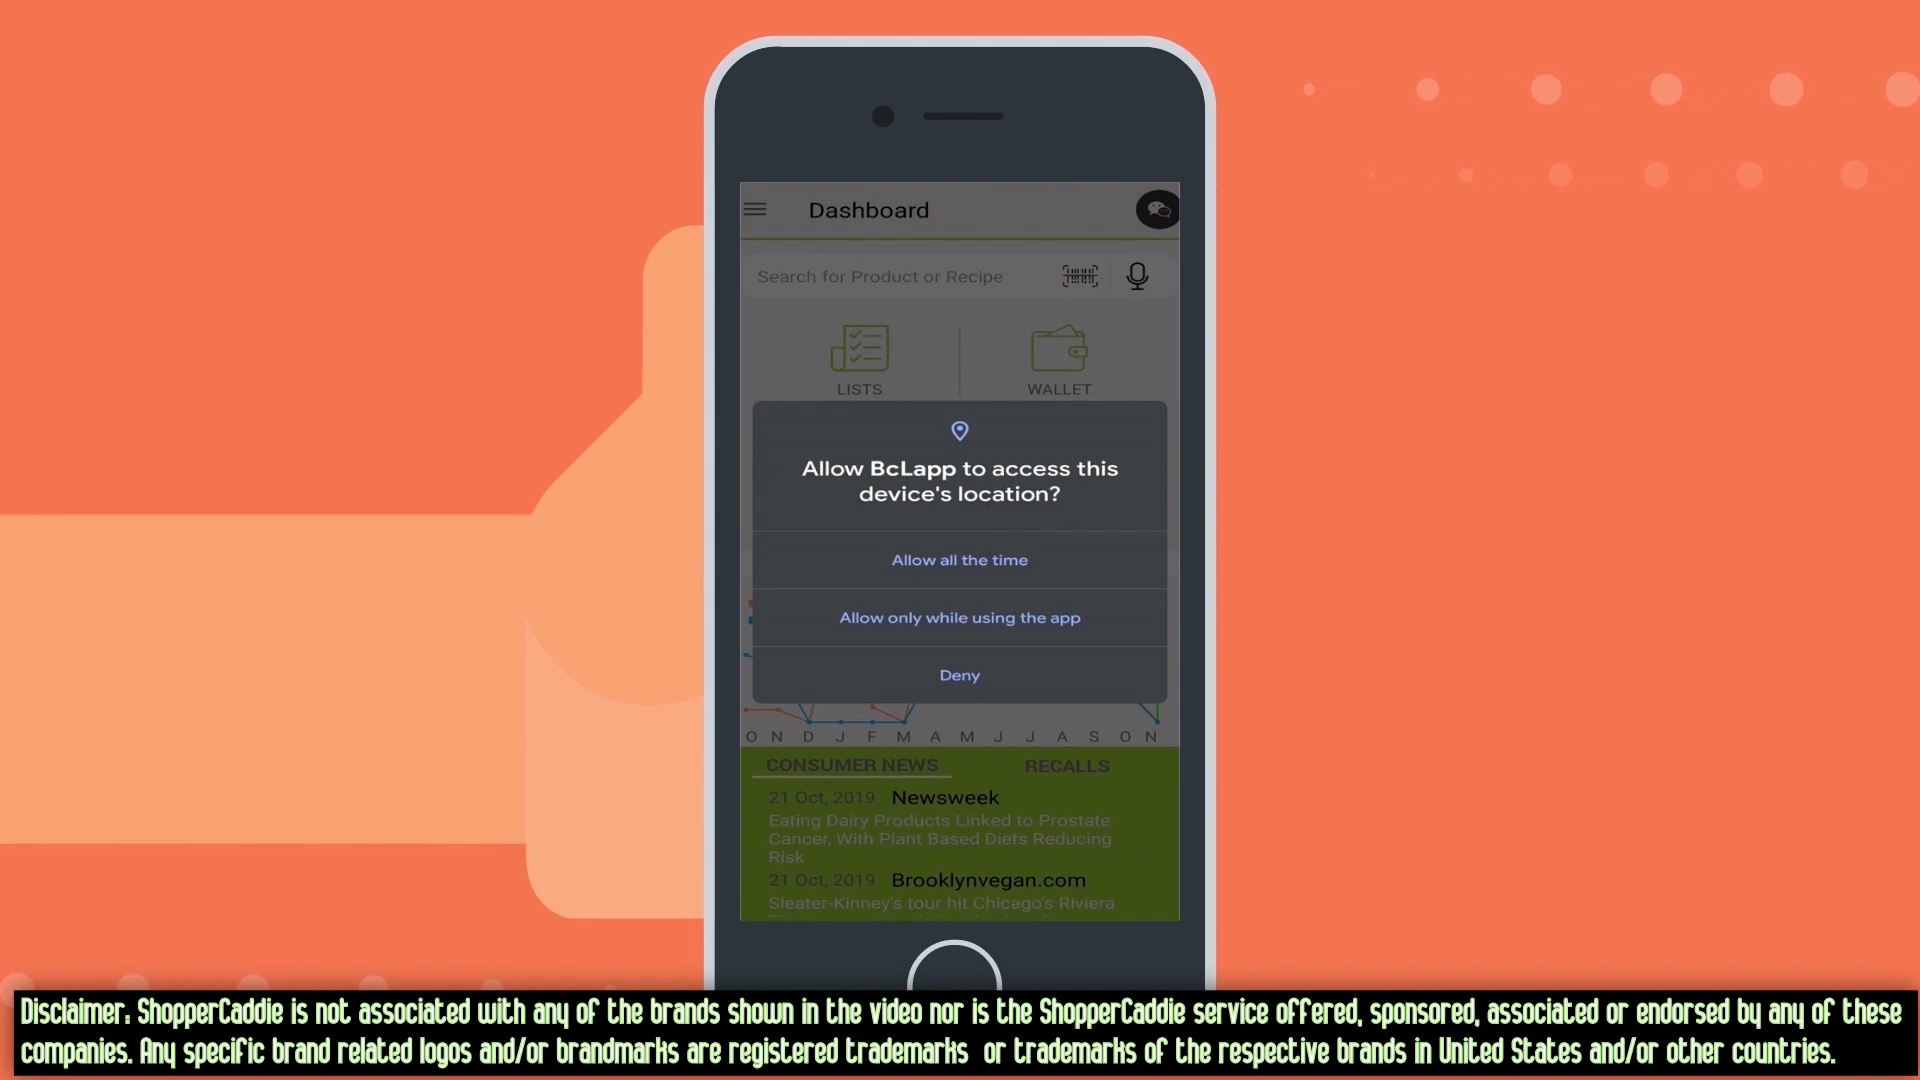 Dashboard
Search for Product or Recipe
LISTS
WALLET
Allow BcLapp to access this
device's location?
Allow all the time
Allow only while using the app
Deny
O N D J F M A M J J A S O N
CONSUMER NEWS
RECALLS
21 Oct, 2019 Newsweek
Eating Dairy Products Linked to Prostate
Cancer, With Plant Based Diets Reducing
Risk
21 Oct, 2019 Brooklynvegan.com
Sleater-Kinney's tour hit Chicago's Riviera
Disclaimer: ShopperCaddie is not associated with any of the brands shown in the video nor is the ShopperCaddie service offered, sponsored, associated or endorsed by any of these
companies. Any specific brand related logos and/or brandmarks are registered trademarks or trademarks of the respective brands in United States and/or other countries.